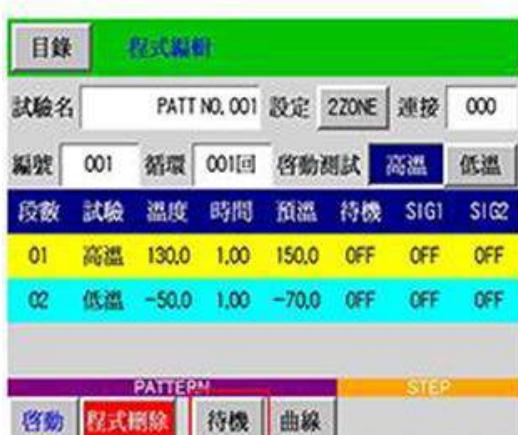 目錄 程式編輯
試驗名 PATT NO. 001 設定 2ZONE 連接 000
編號 001 循環 001回 啓動測試 高溫 低溫
段數 試驗 溫度 時間 預溫 待機 SIG1 SIG2
01 高溫 130.0 1.00 150.0 OFF OFF OFF
02 低溫 -50.0 1.00 -70.0 OFF OFF OFF
PATTERN STEP
啓動 程式刪除 待機 曲線